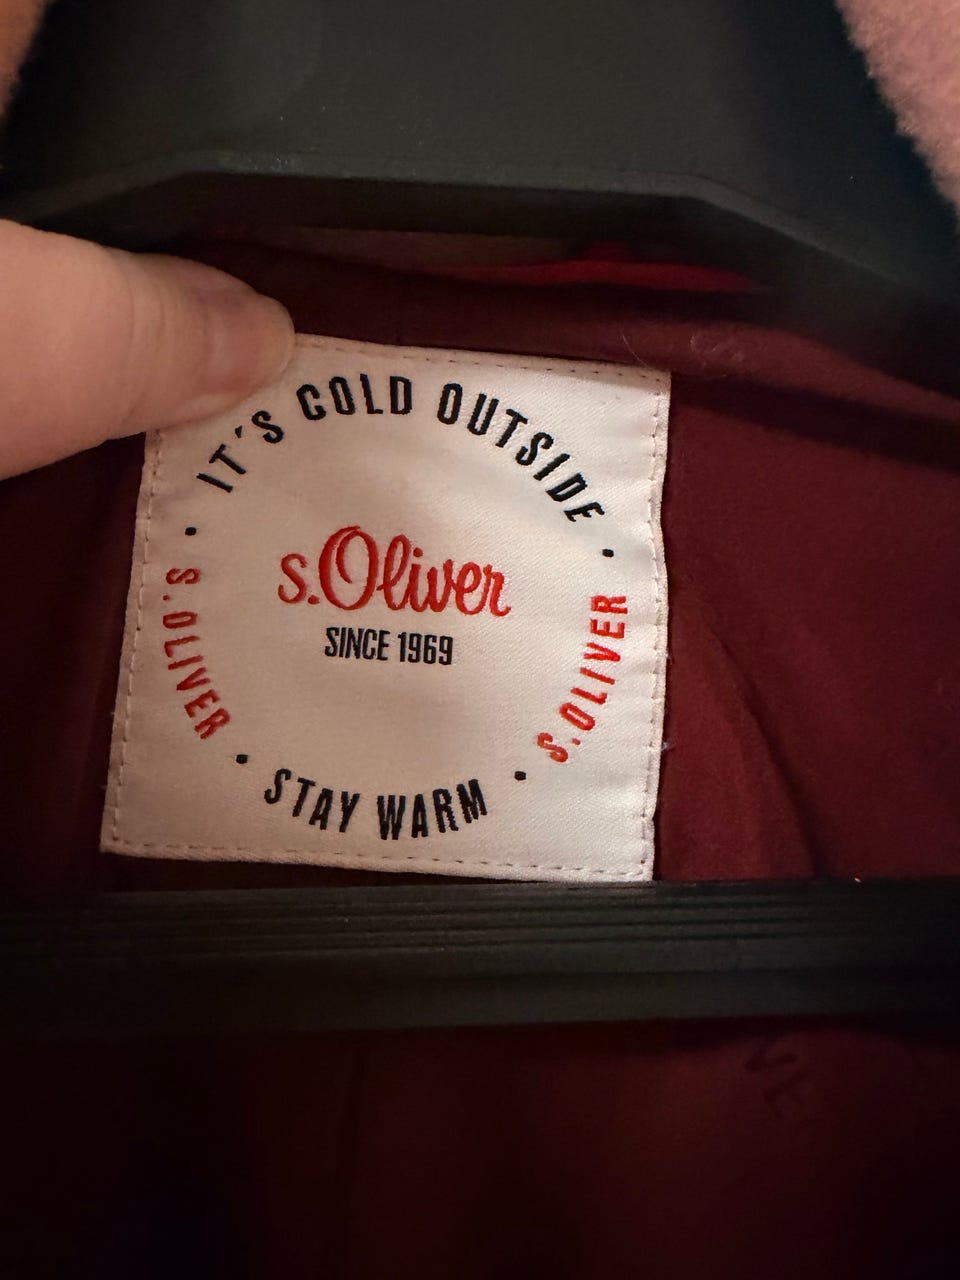 IT'S COLD OUTSIDE
s.Oliver
SINCE 1969
S.OLIVER
S.OLIVER
STAY WARM